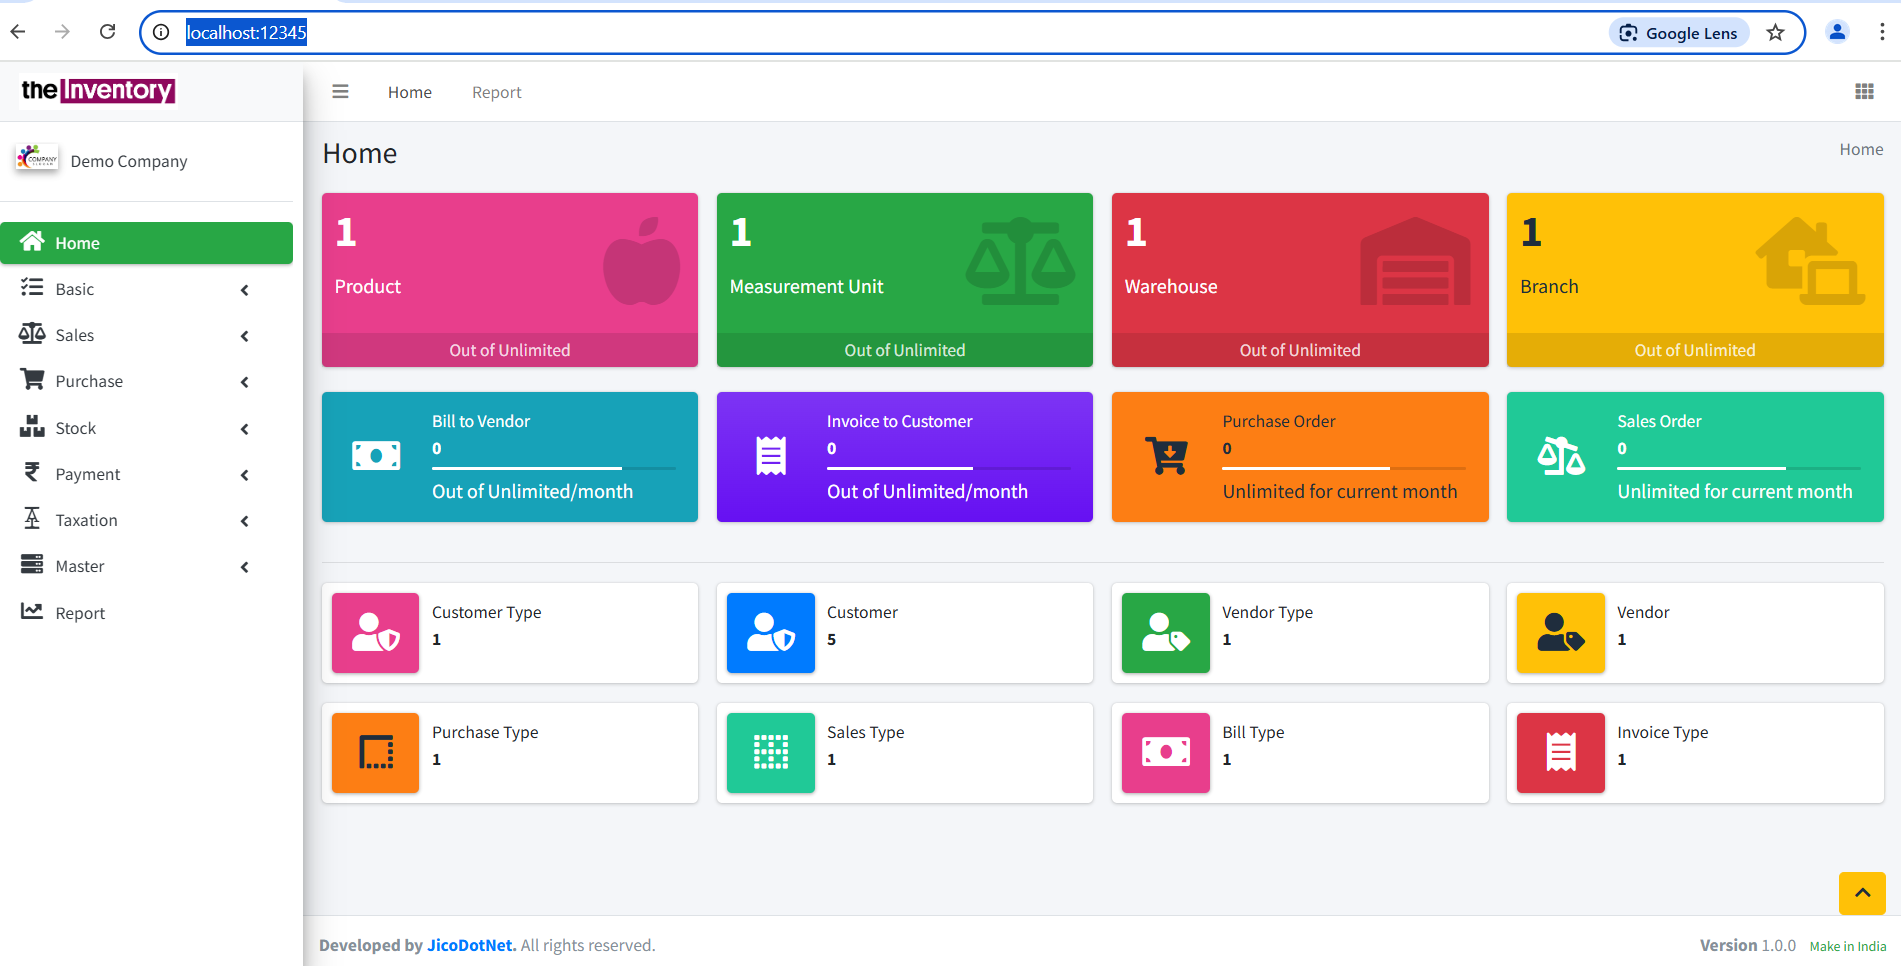 localhost:12345
Google Lens
theInventory
Home
Report
COMPANY
Demo Company
Home
Home
Home
Basic
Sales
Purchase
Stock
Payment
Taxation
Master
Report
1
Product
Out of Unlimited
1
Measurement Unit
Out of Unlimited
1
Warehouse
Out of Unlimited
1
Branch
Out of Unlimited
Bill to Vendor
0
Out of Unlimited/month
Invoice to Customer
0
Out of Unlimited/month
Purchase Order
0
Unlimited for current month
Sales Order
0
Unlimited for current month
Customer Type
1
Customer
5
Vendor Type
1
Vendor
1
Purchase Type
1
Sales Type
1
Bill Type
1
Invoice Type
1
Developed by JicoDotNet. All rights reserved.
Version 1.0.0 Make in India